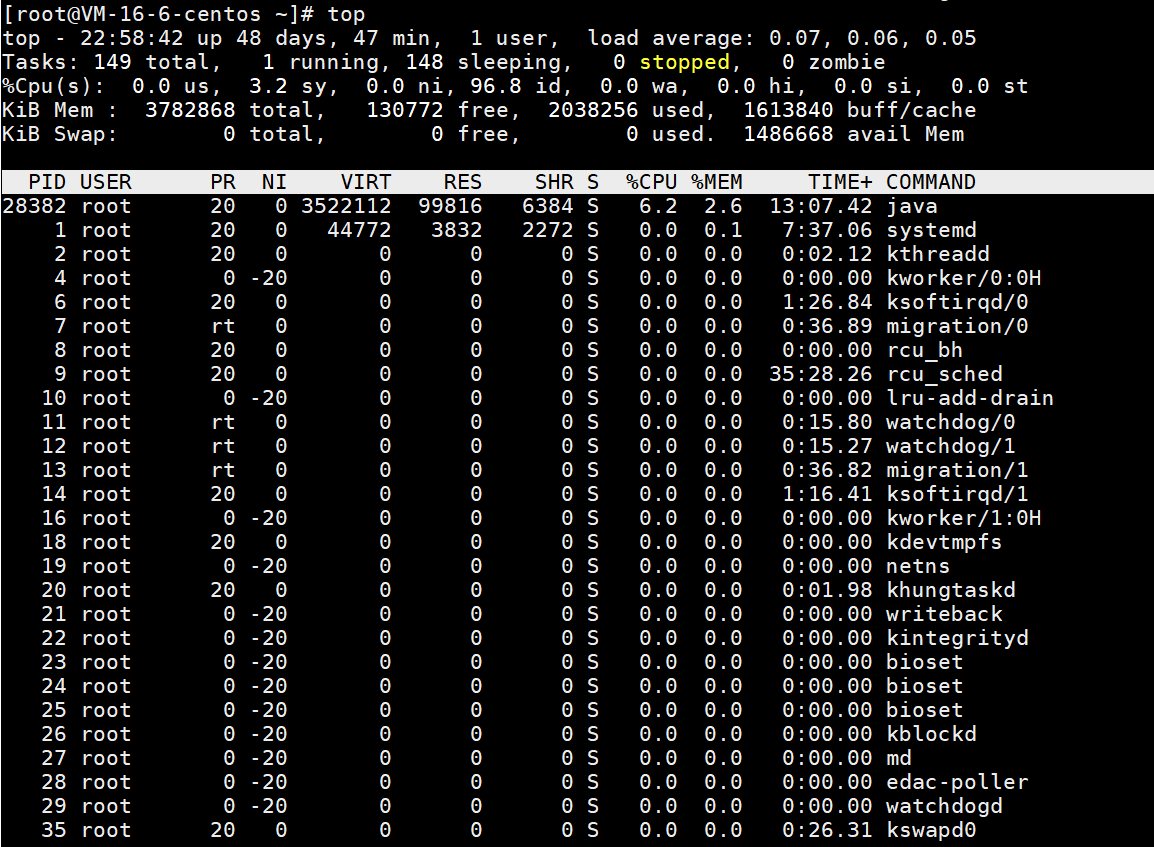 [root@VM-16-6-centos ~]# top
top - 22:58:42 up 48 days, 47 min,  1 user,  load average: 0.07, 0.06, 0.05
Tasks: 149 total,   1 running, 148 sleeping,   0 stopped,   0 zombie
%Cpu(s):  0.0 us,  3.2 sy,  0.0 ni, 96.8 id,  0.0 wa,  0.0 hi,  0.0 si,  0.0 st
KiB Mem :  3782868 total,   130772 free,  2038256 used,  1613840 buff/cache
KiB Swap:        0 total,        0 free,        0 used.  1486668 avail Mem
  PID USER      PR  NI    VIRT    RES    SHR S  %CPU %MEM     TIME+ COMMAND
28382 root      20   0 3522112  99816   6384 S   6.2  2.6  13:07.42 java
    1 root      20   0   44772   3832   2272 S   0.0  0.1   7:37.06 systemd
    2 root      20   0       0      0      0 S   0.0  0.0   0:02.12 kthreadd
    4 root       0 -20       0      0      0 S   0.0  0.0   0:00.00 kworker/0:0H
    6 root      20   0       0      0      0 S   0.0  0.0   1:26.84 ksoftirqd/0
    7 root      rt   0       0      0      0 S   0.0  0.0   0:36.89 migration/0
    8 root      20   0       0      0      0 S   0.0  0.0   0:00.00 rcu_bh
    9 root      20   0       0      0      0 S   0.0  0.0  35:28.26 rcu_sched
   10 root       0 -20       0      0      0 S   0.0  0.0   0:00.00 lru-add-drain
   11 root      rt   0       0      0      0 S   0.0  0.0   0:15.80 watchdog/0
   12 root      rt   0       0      0      0 S   0.0  0.0   0:15.27 watchdog/1
   13 root      rt   0       0      0      0 S   0.0  0.0   0:36.82 migration/1
   14 root      20   0       0      0      0 S   0.0  0.0   1:16.41 ksoftirqd/1
   16 root       0 -20       0      0      0 S   0.0  0.0   0:00.00 kworker/1:0H
   18 root      20   0       0      0      0 S   0.0  0.0   0:00.00 kdevtmpfs
   19 root       0 -20       0      0      0 S   0.0  0.0   0:00.00 netns
   20 root      20   0       0      0      0 S   0.0  0.0   0:01.98 khungtaskd
   21 root       0 -20       0      0      0 S   0.0  0.0   0:00.00 writeback
   22 root       0 -20       0      0      0 S   0.0  0.0   0:00.00 kintegrityd
   23 root       0 -20       0      0      0 S   0.0  0.0   0:00.00 bioset
   24 root       0 -20       0      0      0 S   0.0  0.0   0:00.00 bioset
   25 root       0 -20       0      0      0 S   0.0  0.0   0:00.00 bioset
   26 root       0 -20       0      0      0 S   0.0  0.0   0:00.00 kblockd
   27 root       0 -20       0      0      0 S   0.0  0.0   0:00.00 md
   28 root       0 -20       0      0      0 S   0.0  0.0   0:00.00 edac-poller
   29 root       0 -20       0      0      0 S   0.0  0.0   0:00.00 watchdogd
   35 root      20   0       0      0      0 S   0.0  0.0   0:26.31 kswapd0